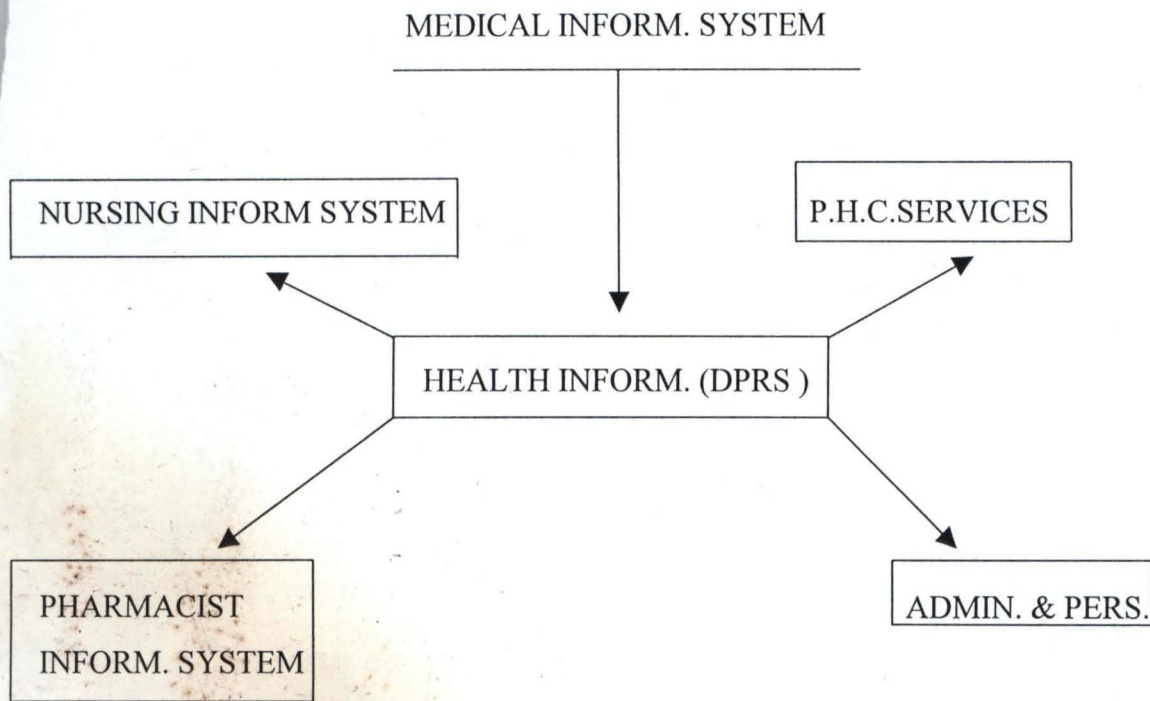 MEDICAL INFORM. SYSTEM
NURSING INFORM SYSTEM
P.H.C.SERVICES
HEALTH INFORM. (DPRS )
PHARMACIST
INFORM. SYSTEM
ADMIN. & PERS.